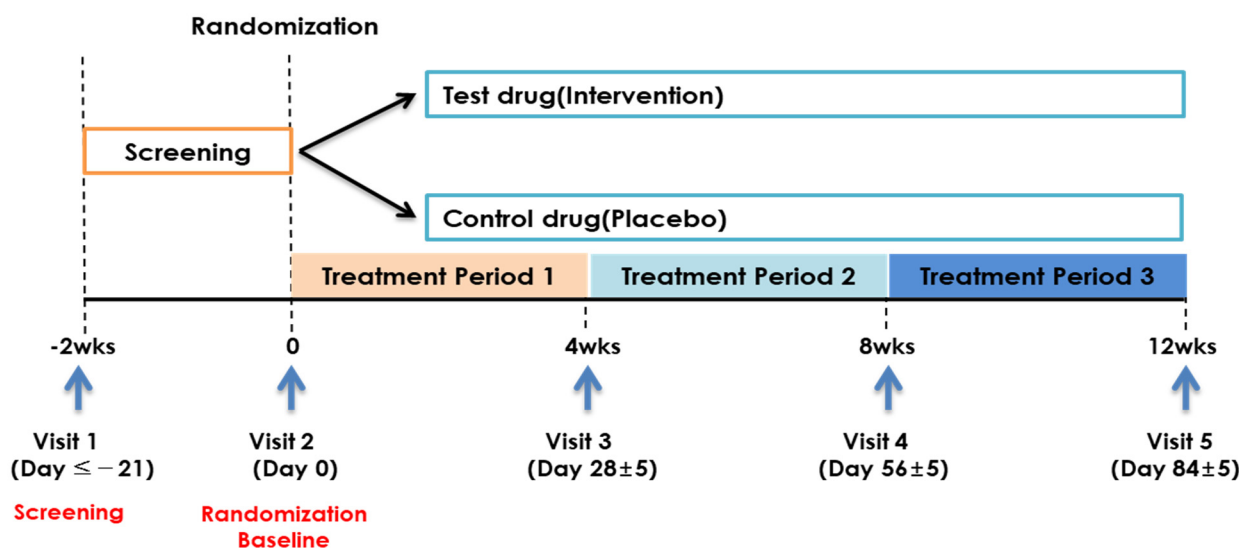 Randomization
Test drug(Intervention)
Screening
Control drug(Placebo)
Treatment Period 1
Treatment Period 2
Treatment Period 3
-2wks
0
4wks
8wks
12wks
Visit 1
(Day ≤ −21)
Screening
Visit 2
(Day 0)
Randomization
Baseline
Visit 3
(Day 28±5)
Visit 4
(Day 56±5)
Visit 5
(Day 84±5)